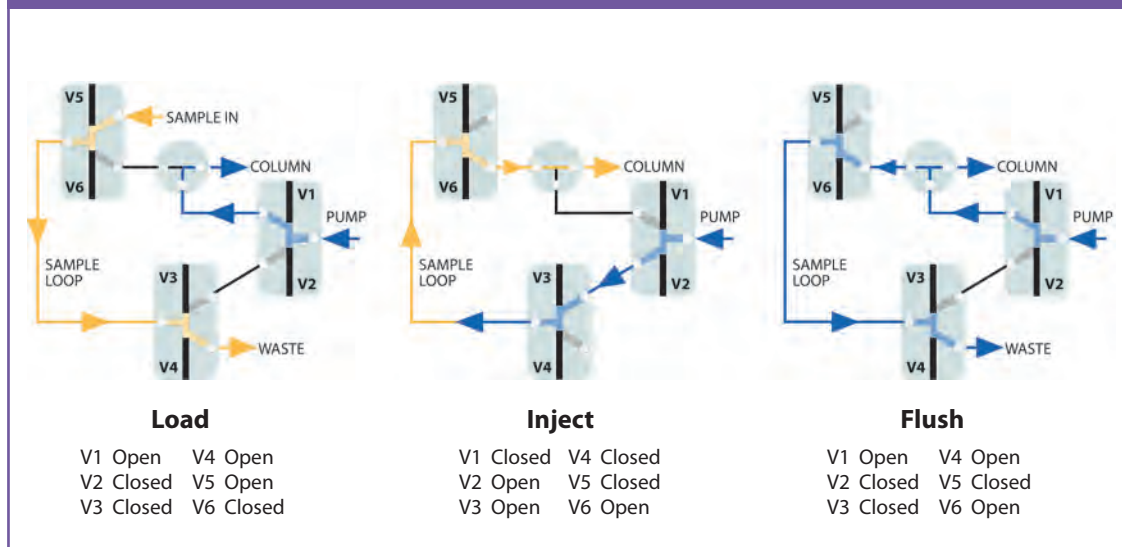 V5
SAMPLE IN
V6
COLUMN
V1
PUMP
SAMPLE
LOOP
V3
V2
WASTE
V4
Load
V1 Open V4 Open
V2 Closed V5 Open
V3 Closed V6 Closed
V5
V6
COLUMN
V1
PUMP
SAMPLE
LOOP
V3
V2
V4
Inject
V1 Closed V4 Closed
V2 Open V5 Closed
V3 Open V6 Open
V5
V6
COLUMN
V1
PUMP
SAMPLE
LOOP
V3
V2
WASTE
V4
Flush
V1 Open V4 Open
V2 Closed V5 Closed
V3 Closed V6 Open